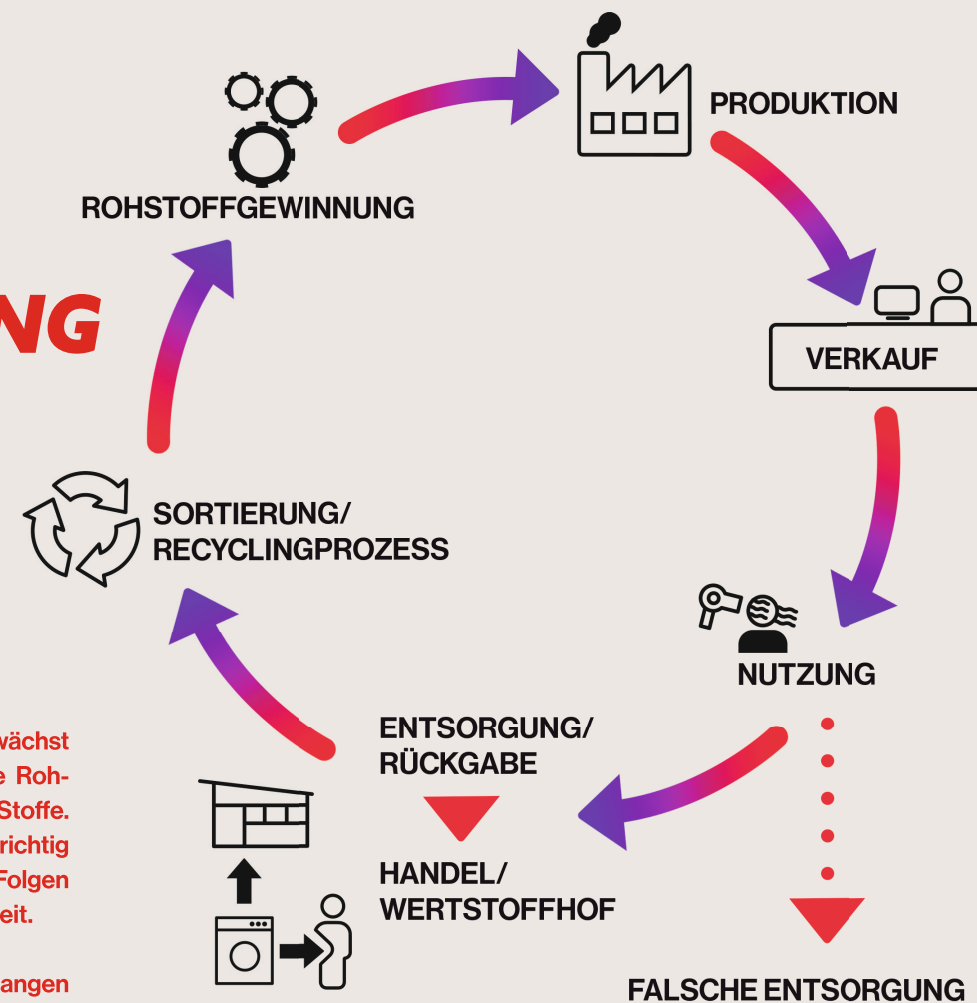 PRODUKTION
ROHSTOFFGEWINNUNG
NG
VERKAUF
SORTIERUNG/
RECYCLINGPROZESS
NUTZUNG
ENTSORGUNG/
RÜCKGABE
HANDEL/
WERTSTOFFHOF
FALSCHE ENTSORGUNG
wächst
e Roh-
Stoffe.
richtig
Folgen
eit.
angen